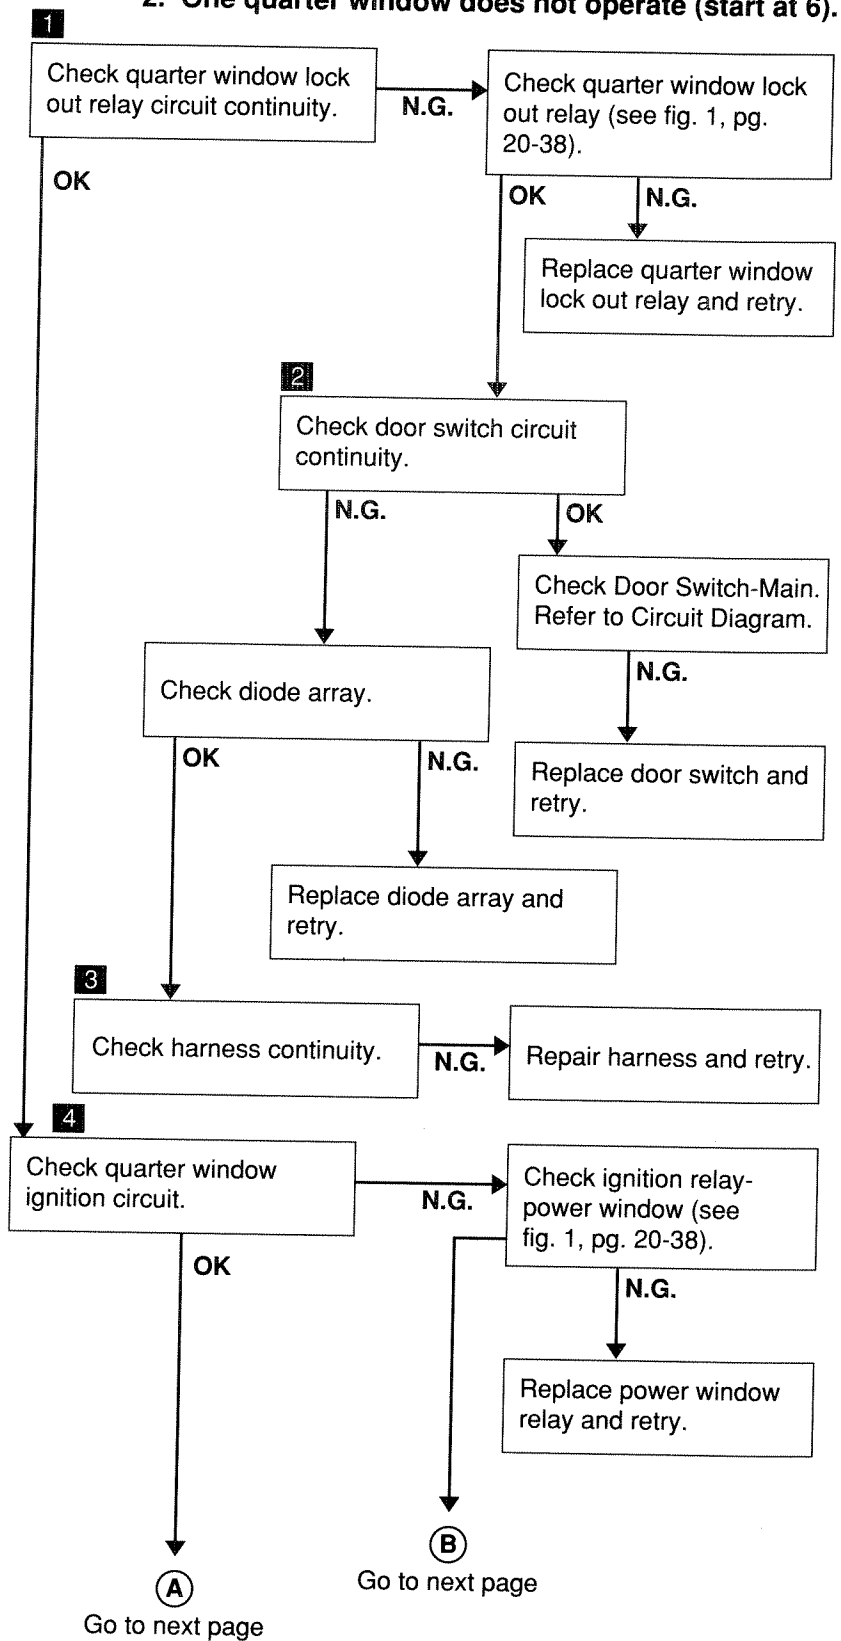 2. One quarter window does not operate (start at 6).
1
Check quarter window lock
out relay circuit continuity.
N.G.
Check quarter window lock
out relay (see fig. 1, pg.
20-38).
OK
OK
N.G.
Replace quarter window
lock out relay and retry.
2
Check door switch circuit
continuity.
N.G.
OK
Check Door Switch-Main.
Refer to Circuit Diagram.
N.G.
Check diode array.
OK
N.G.
Replace door switch and
retry.
Replace diode array and
retry.
3
Check harness continuity.
N.G.
Repair harness and retry.
4
Check quarter window
ignition circuit.
N.G.
Check ignition relay-
power window (see
fig. 1, pg. 20-38).
OK
N.G.
Replace power window
relay and retry.
B
Go to next page
A
Go to next page